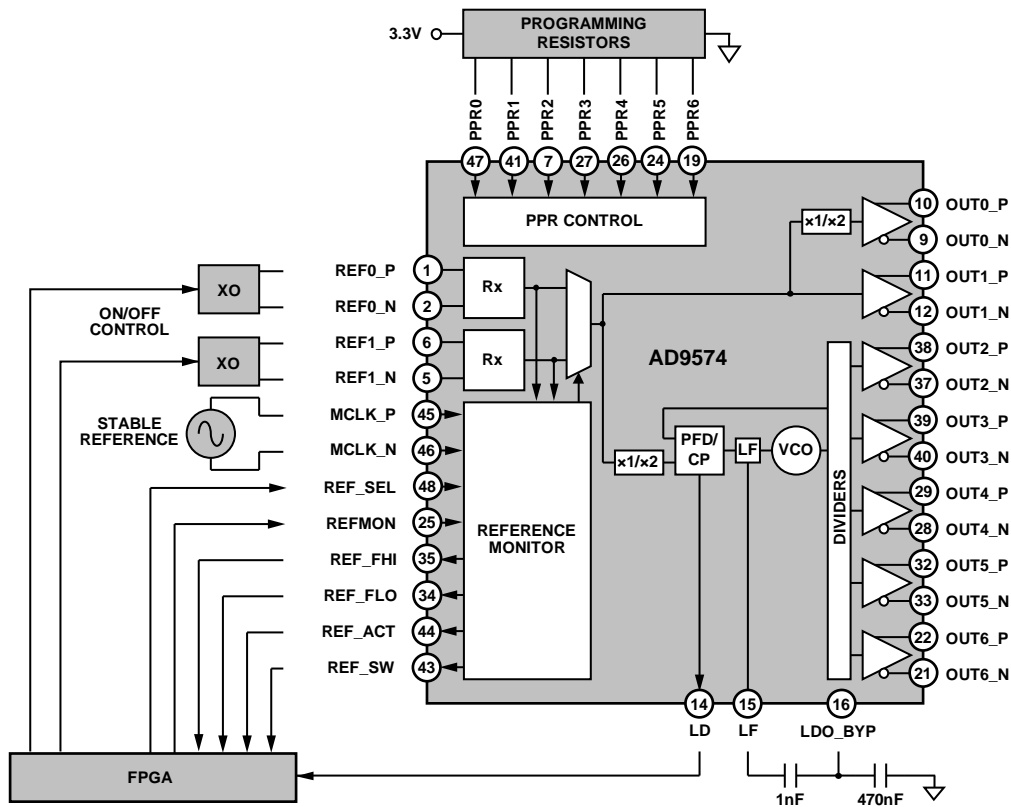 PROGRAMMING
RESISTORS
3.3V
PPR0
PPR1
PPR2
PPR3
PPR4
PPR5
PPR6
47
41
7
27
26
24
19
PPR CONTROL
XO
ON/OFF
CONTROL
XO
STABLE
REFERENCE
REF0_P
1
REF0_N
2
REF1_P
6
REF1_N
5
MCLK_P
45
MCLK_N
46
REF_SEL
48
REFMON
25
REF_FHI
35
REF_FLO
34
REF_ACT
44
REF_SW
43
Rx
Rx
REFERENCE
MONITOR
AD9574
×1/×2
×1/×2
PFD/
CP
LF
VCO
DIVIDERS
10
OUT0_P
9
OUT0_N
11
OUT1_P
12
OUT1_N
38
OUT2_P
37
OUT2_N
39
OUT3_P
40
OUT3_N
29
OUT4_P
28
OUT4_N
32
OUT5_P
33
OUT5_N
22
OUT6_P
21
OUT6_N
14
15
16
LD
LF
LDO_BYP
FPGA
1nF
470nF